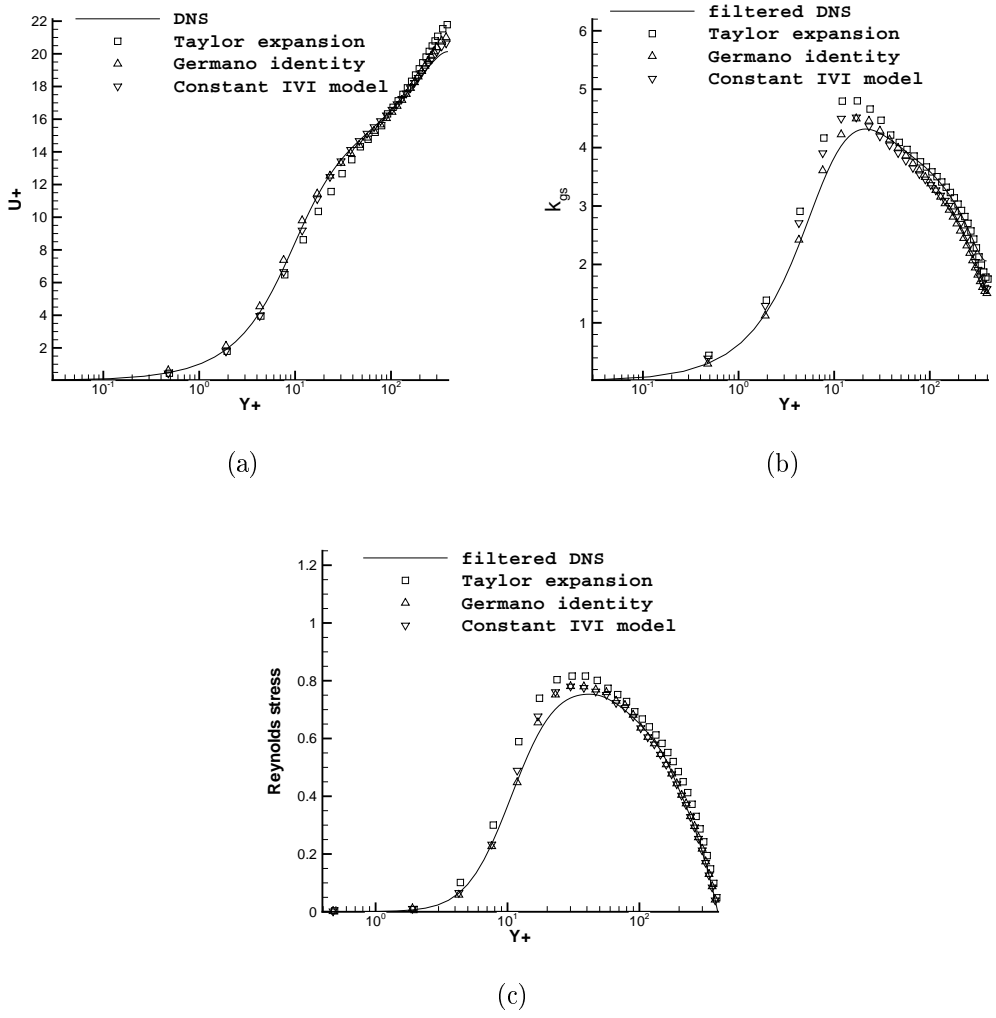 DNS
Taylor expansion
Germano identity
Constant IVI model
U+
22
20
18
16
14
12
10
8
6
4
2
10⁻¹ 10⁰ 10¹ 10²
Y+
(a)
filtered DNS
Taylor expansion
Germano identity
Constant IVI model
k_gs
6
5
4
3
2
1
10⁻¹ 10⁰ 10¹ 10²
Y+
(b)
filtered DNS
Taylor expansion
Germano identity
Constant IVI model
Reynolds stress
1.2
1
0.8
0.6
0.4
0.2
0
10⁰ 10¹ 10²
Y+
(c)